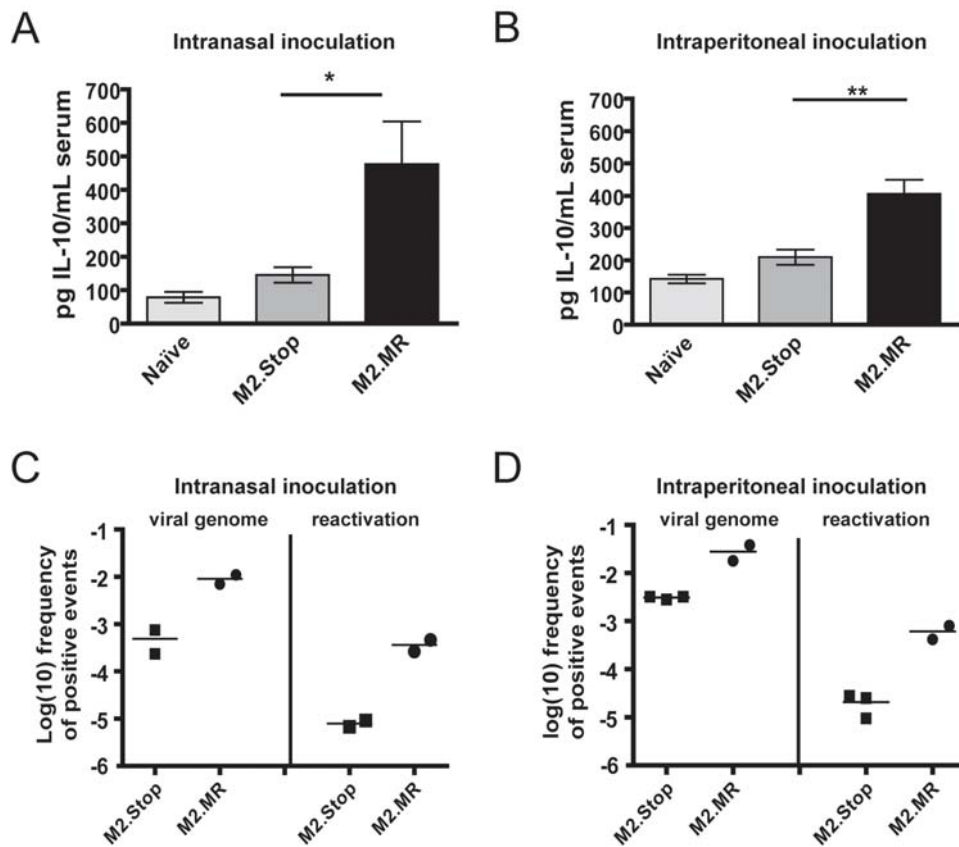 A
Intranasal inoculation
*
pg IL-10/mL serum
700
600
500
400
300
200
100
0
Naïve
M2.Stop
M2.MR
B
Intraperitoneal inoculation
**
pg IL-10/mL serum
700
600
500
400
300
200
100
0
Naïve
M2.Stop
M2.MR
C
Intranasal inoculation
viral genome
reactivation
Log(10) frequency
of positive events
-1
-2
-3
-4
-5
-6
M2.Stop
M2.MR
M2.Stop
M2.MR
D
Intraperitoneal inoculation
viral genome
reactivation
log(10) frequency
of positive events
-1
-2
-3
-4
-5
-6
M2.Stop
M2.MR
M2.Stop
M2.MR